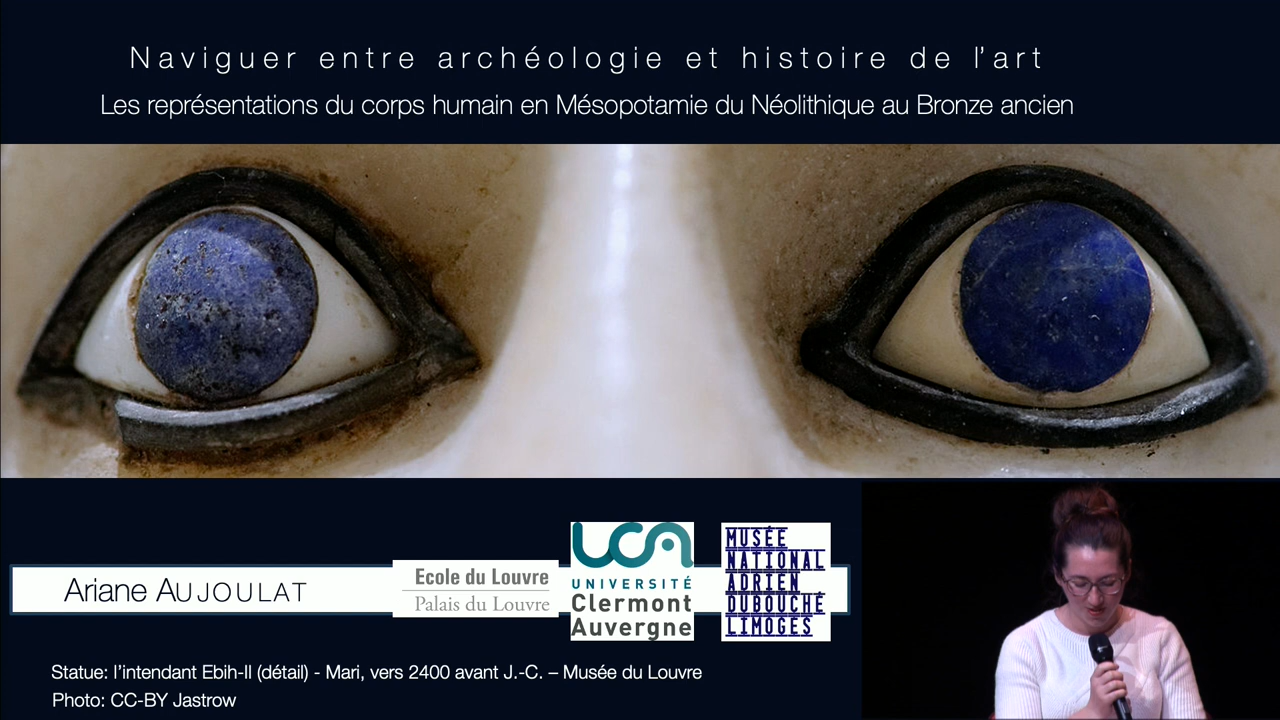 Naviguer entre archéologie et histoire de l'art
Les représentations du corps humain en Mésopotamie du Néolithique au Bronze ancien
Ariane AUJOULAT
Ecole du Louvre
Palais du Louvre
UCA
UNIVERSITÉ
Clermont
Auvergne
MUSÉE
NATIONAL
ADRIEN
DUBOUCHÉ
LIMOGES
Statue: l'intendant Ebih-Il (détail) - Mari, vers 2400 avant J.-C. – Musée du Louvre
Photo: CC-BY Jastrow